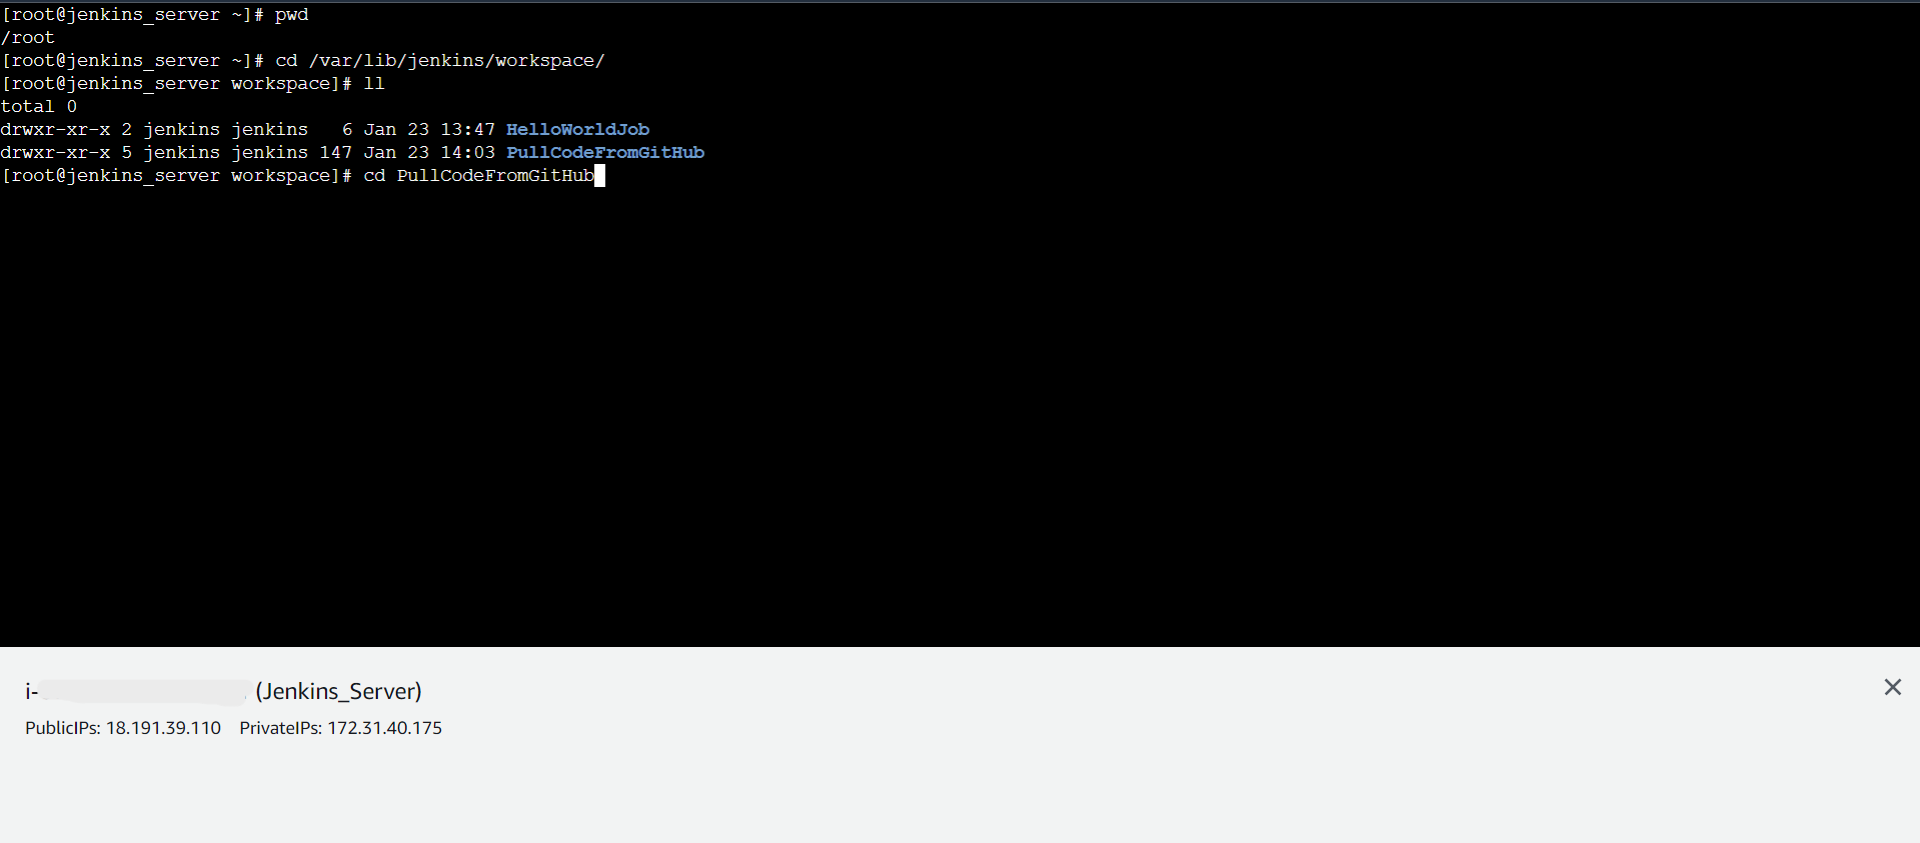 [root@jenkins_server ~]# pwd
/root
[root@jenkins_server ~]# cd /var/lib/jenkins/workspace/
[root@jenkins_server workspace]# ll
total 0
drwxr-xr-x 2 jenkins jenkins   6 Jan 23 13:47 HelloWorldJob
drwxr-xr-x 5 jenkins jenkins 147 Jan 23 14:03 PullCodeFromGitHub
[root@jenkins_server workspace]# cd PullCodeFromGitHub
i- (Jenkins_Server)
PublicIPs: 18.191.39.110 PrivateIPs: 172.31.40.175